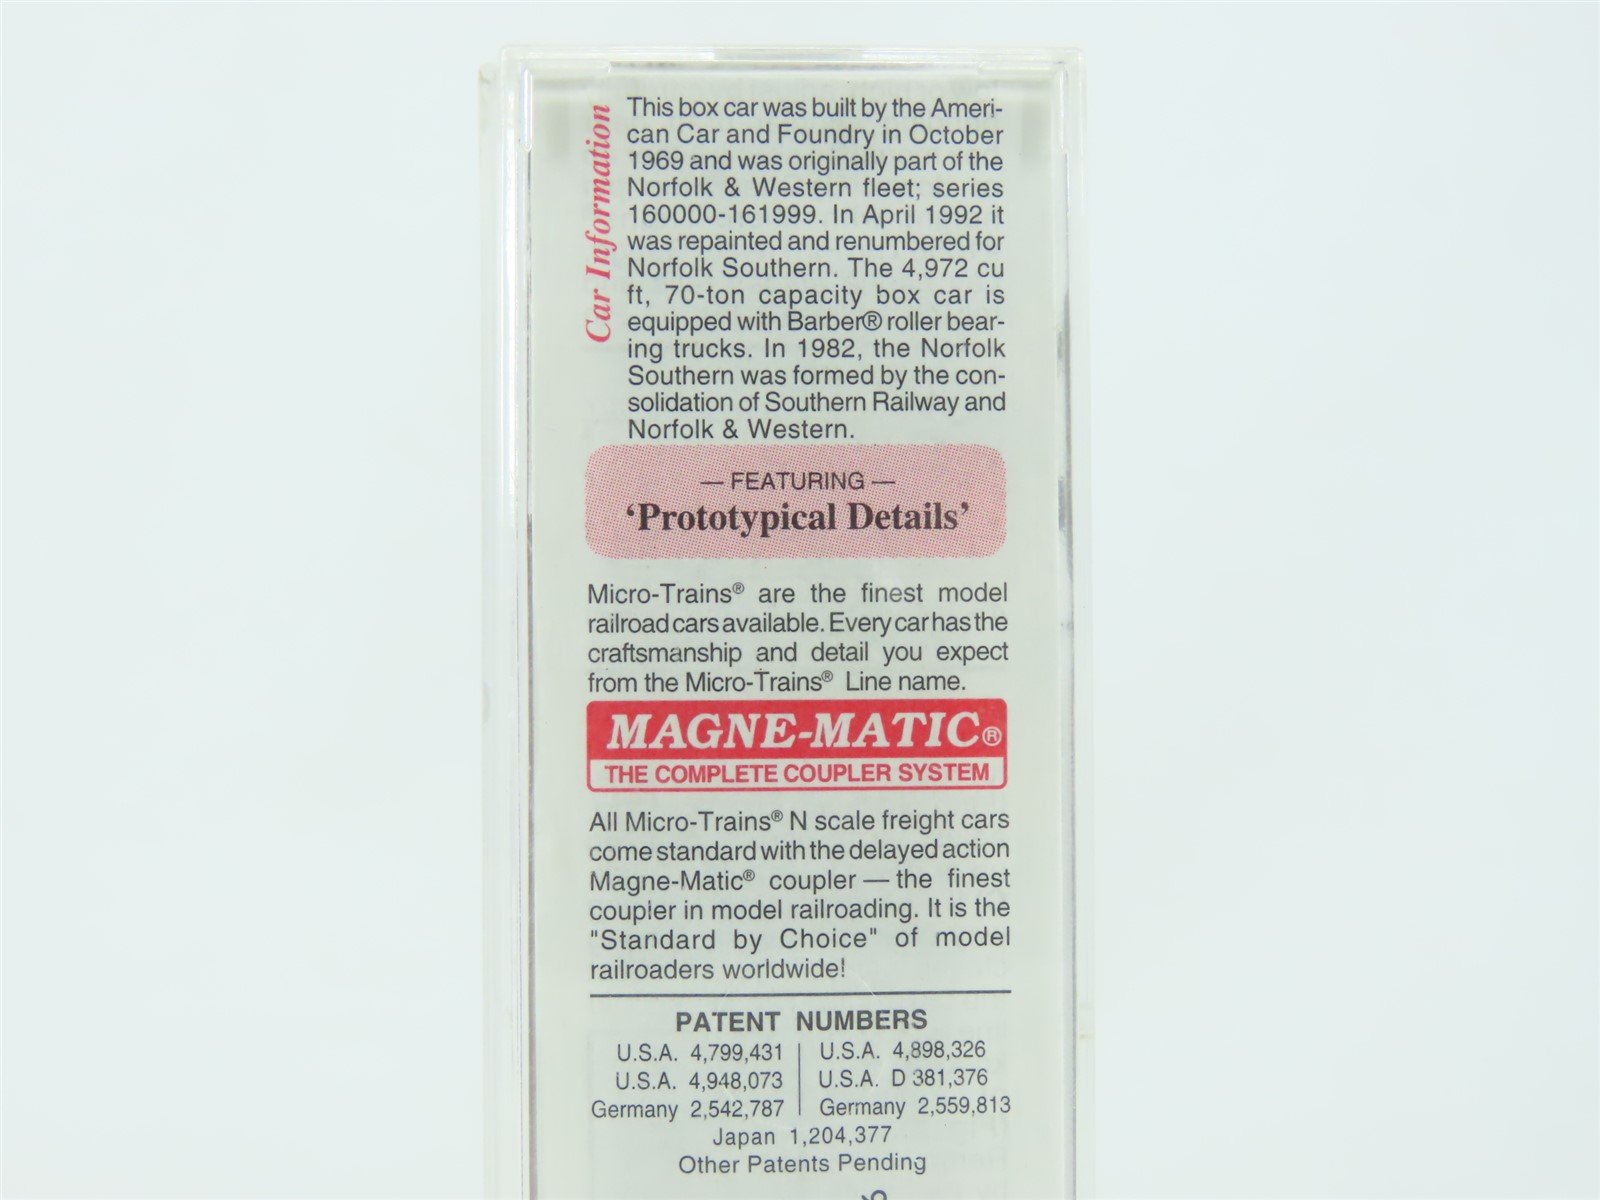 Car Information
This box car was built by the Ameri-
can Car and Foundry in October
1969 and was originally part of the
Norfolk & Western fleet; series
160000-161999. In April 1992 it
was repainted and renumbered for
Norfolk Southern. The 4,972 cu
ft, 70-ton capacity box car is
equipped with Barber® roller bear-
ing trucks. In 1982, the Norfolk
Southern was formed by the con-
solidation of Southern Railway and
Norfolk & Western.
— FEATURING —
‘Prototypical Details’
Micro-Trains® are the finest model
railroad cars available. Every car has the
craftsmanship and detail you expect
from the Micro-Trains® Line name.
MAGNE-MATIC®
THE COMPLETE COUPLER SYSTEM
All Micro-Trains® N scale freight cars
come standard with the delayed action
Magne-Matic® coupler — the finest
coupler in model railroading. It is the
"Standard by Choice" of model
railroaders worldwide!
PATENT NUMBERS
U.S.A. 4,799,431 | U.S.A. 4,898,326
U.S.A. 4,948,073 | U.S.A. D 381,376
Germany 2,542,787 | Germany 2,559,813
Japan 1,204,377
Other Patents Pending